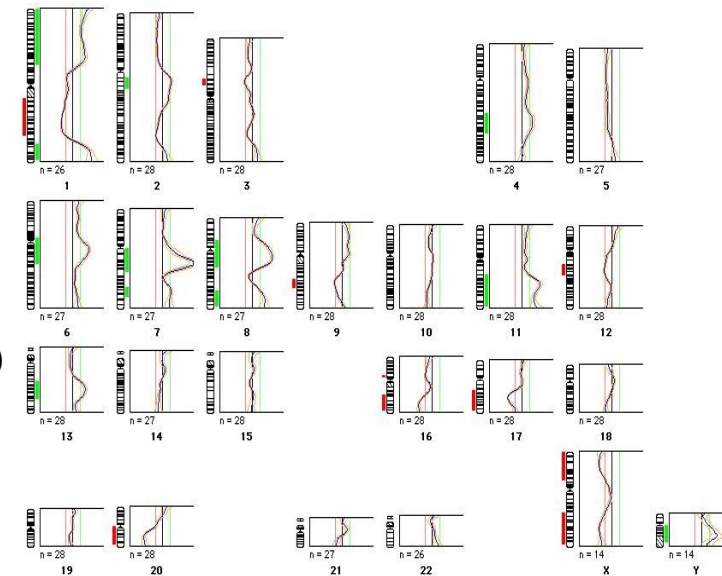 n = 26 n = 28 n = 28 n = 28 n = 27
1 2 3 4 5
n = 27 n = 27 n = 27 n = 28 n = 28 n = 28 n = 28
6 7 8 9 10 11 12
)
n = 28 n = 27 n = 28 n = 28 n = 28 n = 28
13 14 15 16 17 18
n = 28 n = 28 n = 27 n = 26 n = 14 n = 14
19 20 21 22 X Y